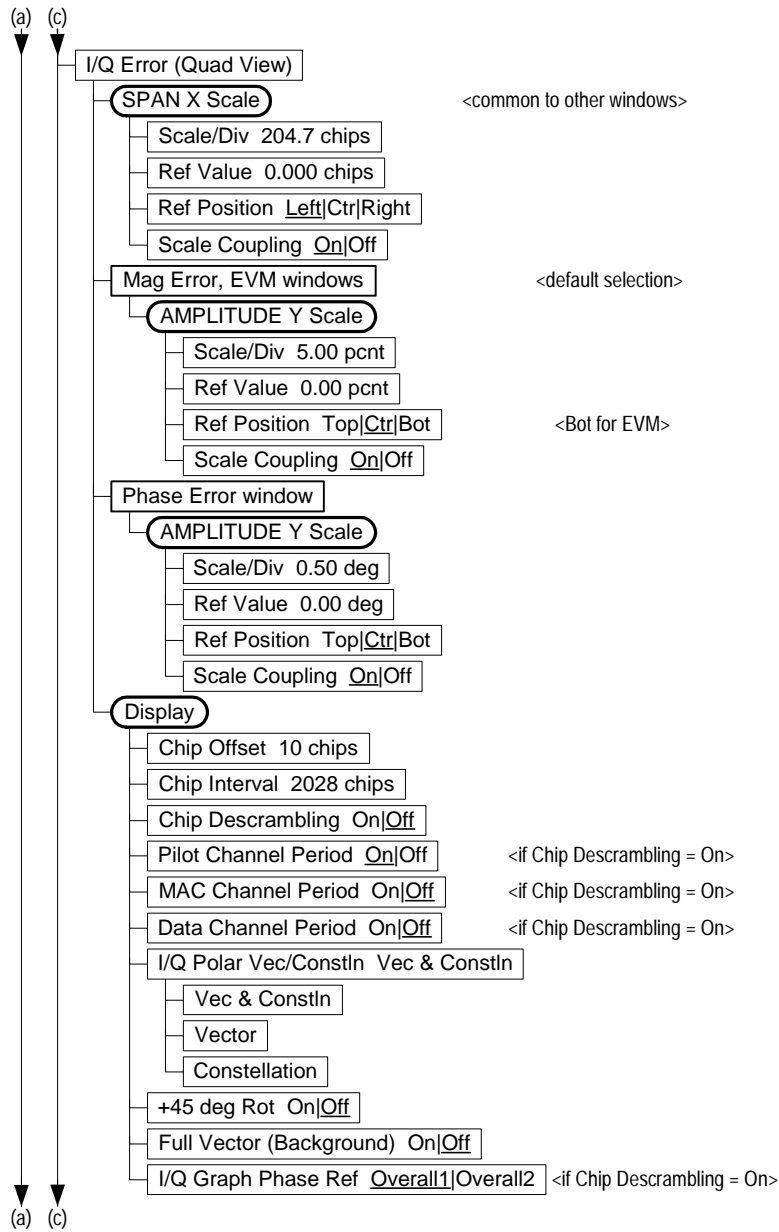 (a) (c)
I/Q Error (Quad View)
SPAN X Scale <common to other windows>
Scale/Div 204.7 chips
Ref Value 0.000 chips
Ref Position Left|Ctr|Right
Scale Coupling On|Off
Mag Error, EVM windows <default selection>
AMPLITUDE Y Scale
Scale/Div 5.00 pcnt
Ref Value 0.00 pcnt
Ref Position Top|Ctr|Bot <Bot for EVM>
Scale Coupling On|Off
Phase Error window
AMPLITUDE Y Scale
Scale/Div 0.50 deg
Ref Value 0.00 deg
Ref Position Top|Ctr|Bot
Scale Coupling On|Off
Display
Chip Offset 10 chips
Chip Interval 2028 chips
Chip Descrambling On|Off
Pilot Channel Period On|Off <if Chip Descrambling = On>
MAC Channel Period On|Off <if Chip Descrambling = On>
Data Channel Period On|Off <if Chip Descrambling = On>
I/Q Polar Vec/Constln Vec & Constln
Vec & Constln
Vector
Constellation
+45 deg Rot On|Off
Full Vector (Background) On|Off
I/Q Graph Phase Ref Overall1|Overall2 <if Chip Descrambling = On>
(a) (c)